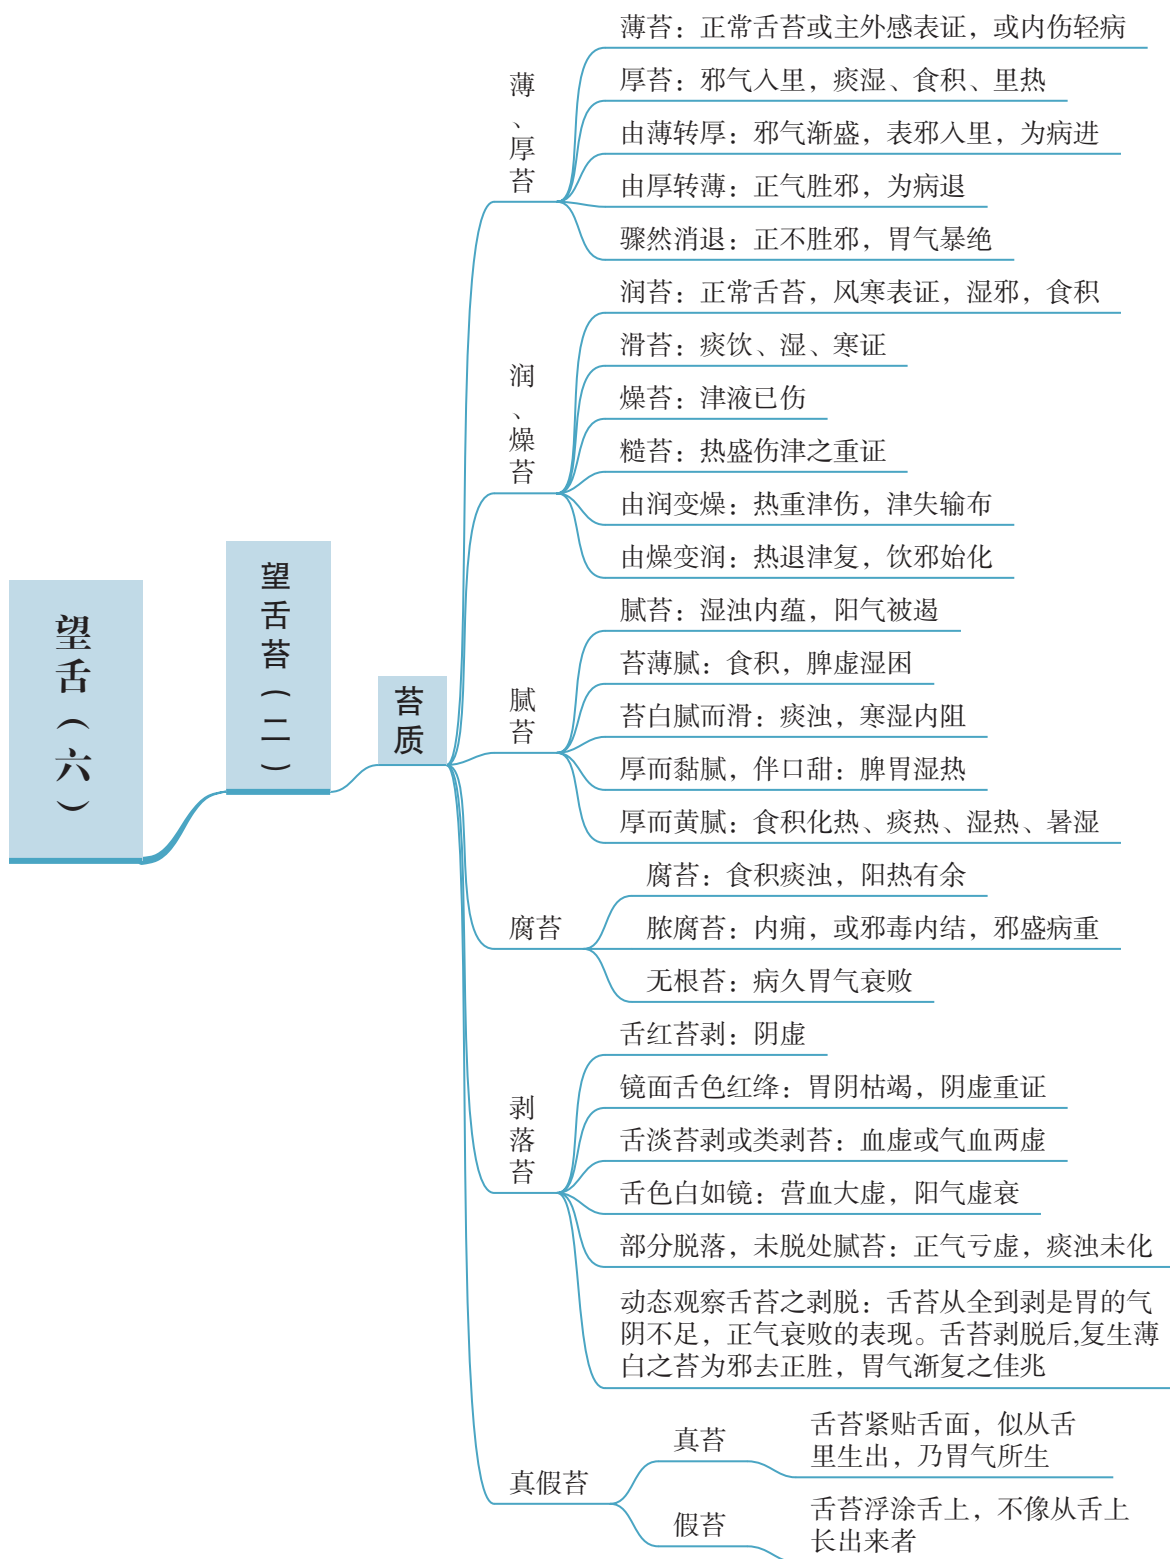 望舌（六）
望舌苔（二）
苔质
薄、厚苔
薄苔：正常舌苔或主外感表证，或内伤轻病
厚苔：邪气入里，痰湿、食积、里热
由薄转厚：邪气渐盛，表邪入里，为病进
由厚转薄：正气胜邪，为病退
骤然消退：正不胜邪，胃气暴绝
润、燥苔
润苔：正常舌苔，风寒表证，湿邪，食积
滑苔：痰饮、湿、寒证
燥苔：津液已伤
糙苔：热盛伤津之重证
由润变燥：热重津伤，津失输布
由燥变润：热退津复，饮邪始化
腻苔
腻苔：湿浊内蕴，阳气被遏
苔薄腻：食积，脾虚湿困
苔白腻而滑：痰浊，寒湿内阻
厚而黏腻，伴口甜：脾胃湿热
厚而黄腻：食积化热、痰热、湿热、暑湿
腐苔
腐苔：食积痰浊，阳热有余
脓腐苔：内痈，或邪毒内结，邪盛病重
无根苔：病久胃气衰败
剥落苔
舌红苔剥：阴虚
镜面舌色红绛：胃阴枯竭，阴虚重证
舌淡苔剥或类剥苔：血虚或气血两虚
舌色白如镜：营血大虚，阳气虚衰
部分脱落，未脱处腻苔：正气亏虚，痰浊未化
动态观察舌苔之剥脱：舌苔从全到剥是胃的气
阴不足，正气衰败的表现。舌苔剥脱后,复生薄
白之苔为邪去正胜，胃气渐复之佳兆
真假苔
真苔
舌苔紧贴舌面，似从舌
里生出，乃胃气所生
假苔
舌苔浮涂舌上，不像从舌上
长出来者